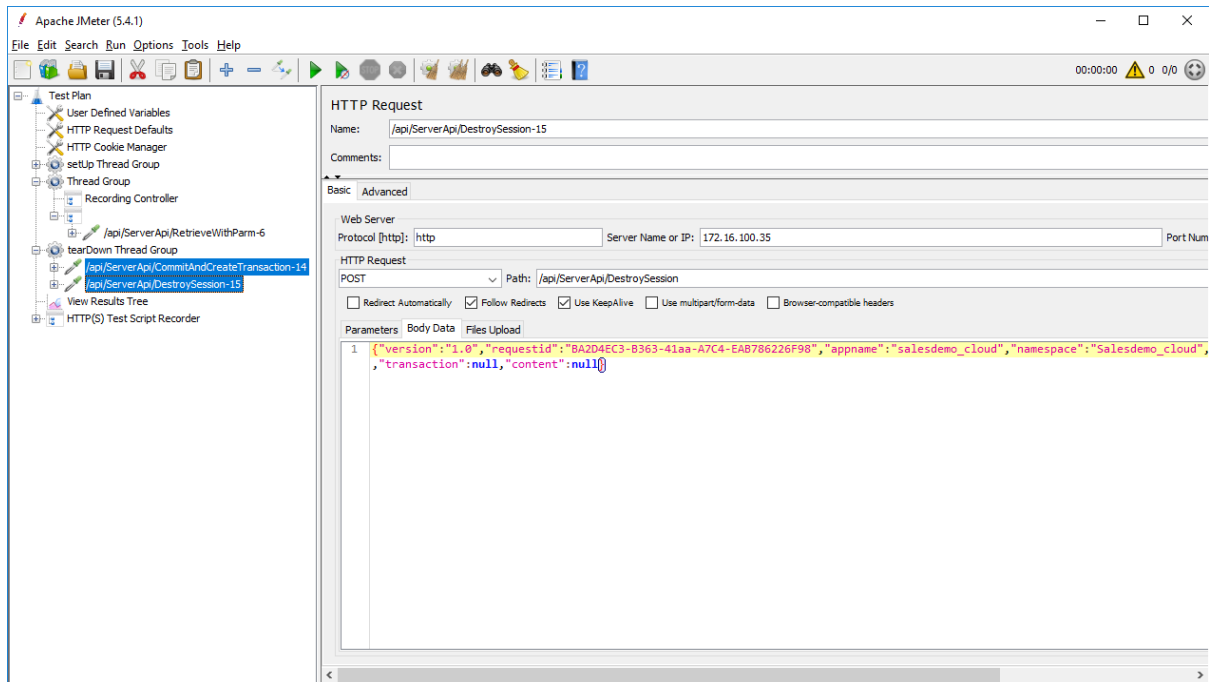 Apache JMeter (5.4.1)
File Edit Search Run Options Tools Help
00:00:00 0 0/0
Test Plan
User Defined Variables
HTTP Request Defaults
HTTP Cookie Manager
setUp Thread Group
Thread Group
Recording Controller
/api/ServerApi/RetrieveWithParm-6
tearDown Thread Group
/api/ServerApi/CommitAndCreateTransaction-14
/api/ServerApi/DestroySession-15
View Results Tree
HTTP(S) Test Script Recorder
HTTP Request
Name: /api/ServerApi/DestroySession-15
Comments:
Basic Advanced
Web Server
Protocol [http]: http Server Name or IP: 172.16.100.35 Port Num
HTTP Request
POST Path: /api/ServerApi/DestroySession
Redirect Automatically Follow Redirects Use KeepAlive Use multipart/form-data Browser-compatible headers
Parameters Body Data Files Upload
1 {"version":"1.0","requestid":"BA2D4EC3-B363-41aa-A7C4-EAB786226F98","appname":"salesdemo_cloud","namespace":"Salesdemo_cloud",
,"transaction":null,"content":null}